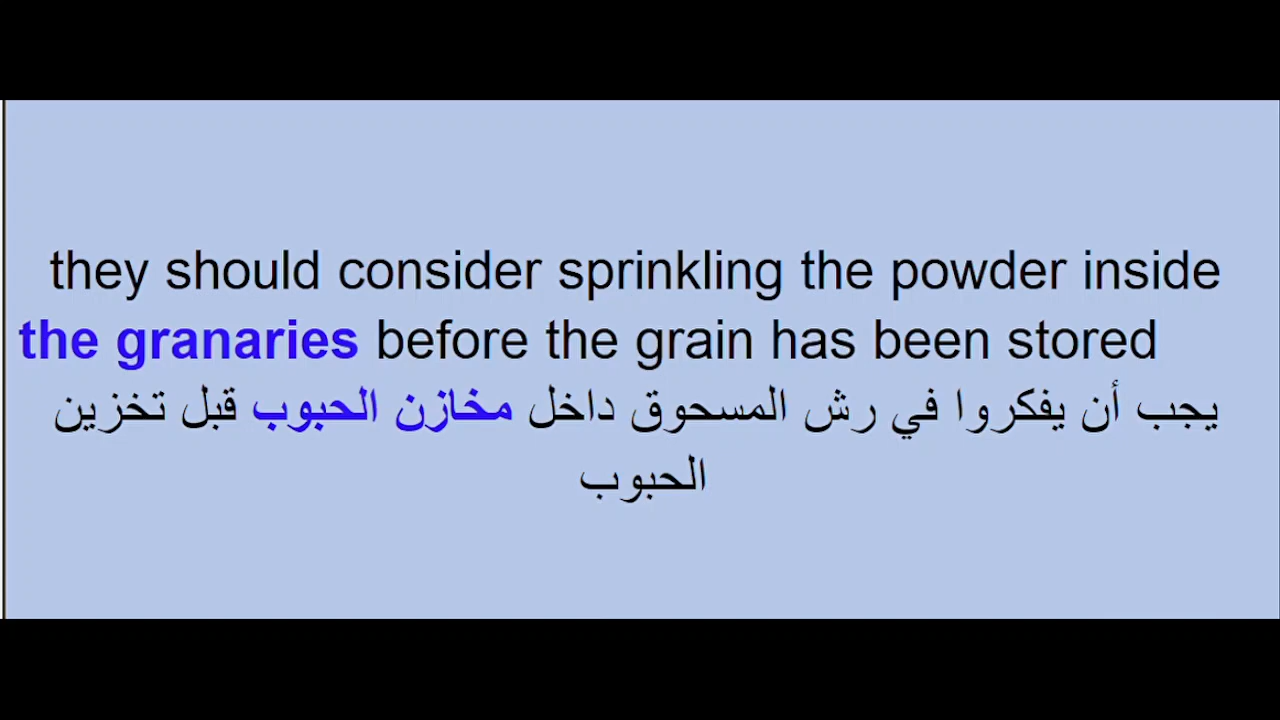 they should consider sprinkling the powder inside
the granaries before the grain has been stored
يجب أن يفكروا في رش المسحوق داخل مخازن الحبوب قبل تخزين
الحبوب